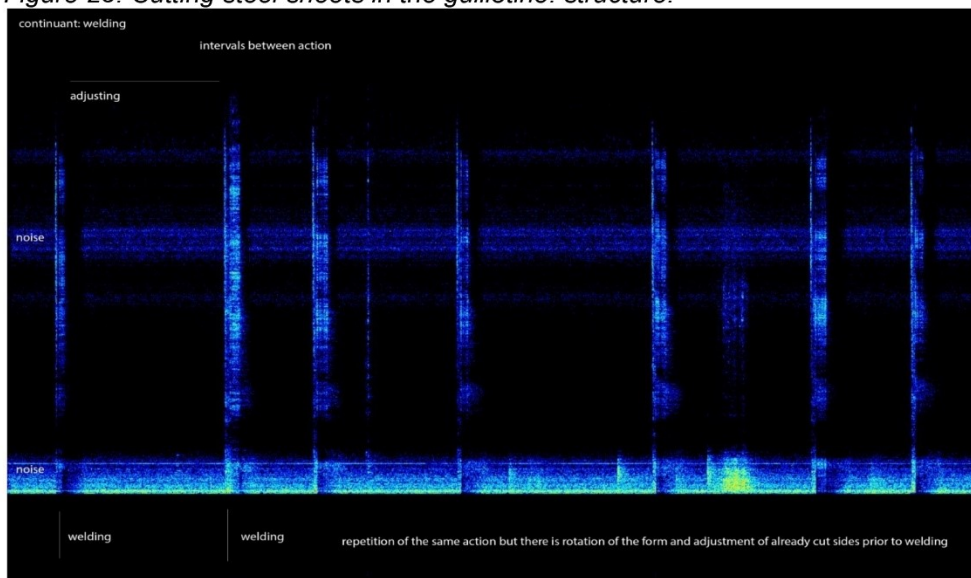 Figure 25: Cutting steel sheets in the guillotine: structure.
continuant: welding
intervals between action
adjusting
noise
noise
welding
welding
repetition of the same action but there is rotation of the form and adjustment of already cut sides prior to welding